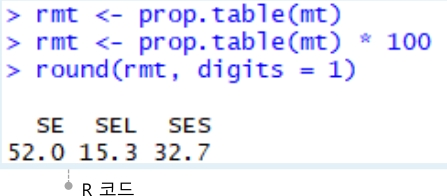 > rmt <- prop.table(mt)
> rmt <- prop.table(mt) * 100
> round(rmt, digits = 1)
SE SEL SES
52.0 15.3 32.7
R 코드